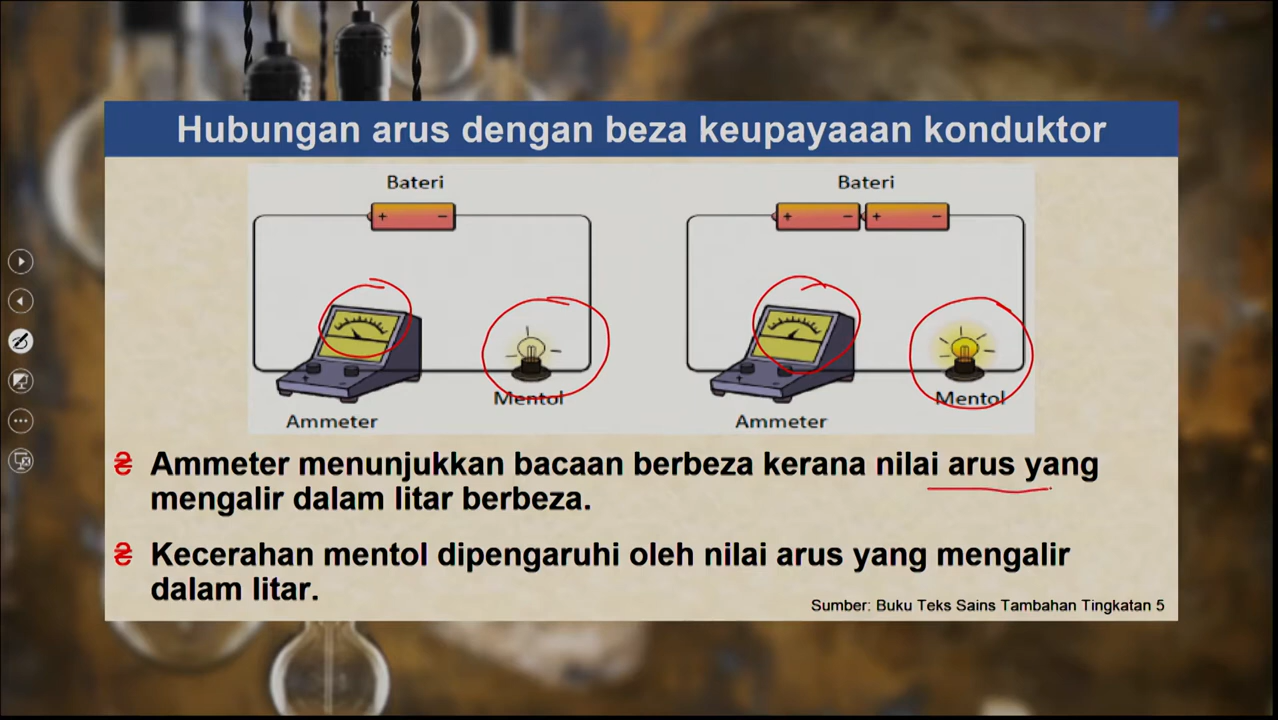 Hubungan arus dengan beza keupayaaan konduktor
Bateri
Bateri
+ −
+ − + −
Mentol
Mentol
Ammeter
Ammeter
₴ Ammeter menunjukkan bacaan berbeza kerana nilai arus yang
mengalir dalam litar berbeza.
₴ Kecerahan mentol dipengaruhi oleh nilai arus yang mengalir
dalam litar.
Sumber: Buku Teks Sains Tambahan Tingkatan 5